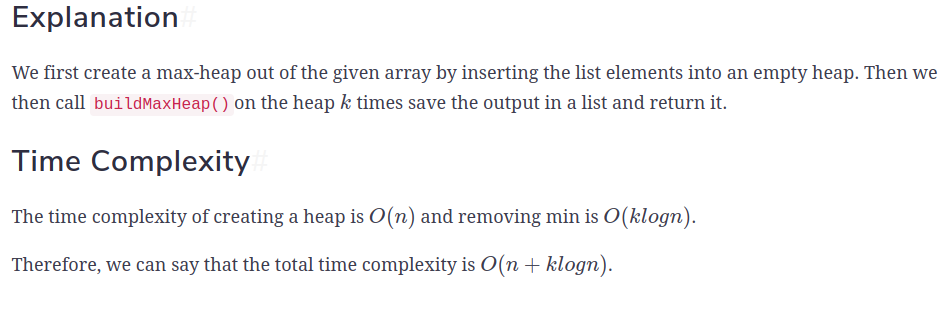 Explanation#
We first create a max-heap out of the given array by inserting the list elements into an empty heap. Then we
then call buildMaxHeap() on the heap k times save the output in a list and return it.
Time Complexity#
The time complexity of creating a heap is O(n) and removing min is O(klogn).
Therefore, we can say that the total time complexity is O(n + klogn).